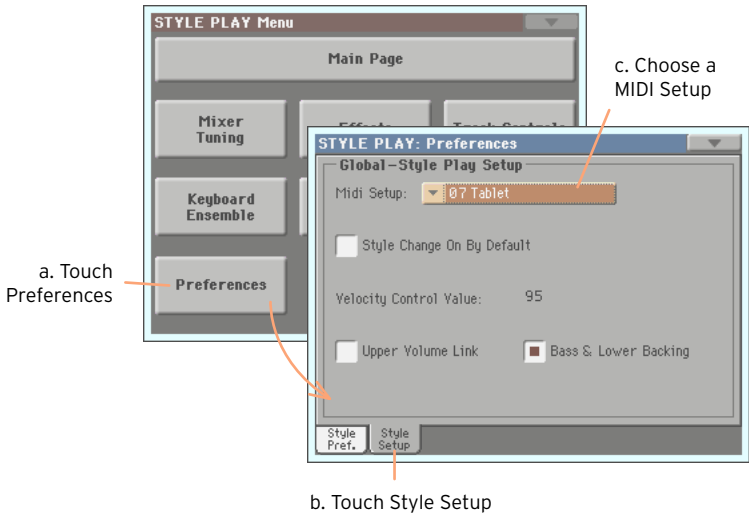 STYLE PLAY Menu
Main Page
c. Choose a
MIDI Setup
Mixer
Tuning
Effects
Track Controls
STYLE PLAY: Preferences
Global-Style Play Setup
Midi Setup:
07 Tablet
Keyboard
Ensemble
Style Change On By Default
a. Touch
Preferences
Preferences
Velocity Control Value:
95
Upper Volume Link
Bass & Lower Backing
Style
Pref.
Style
Setup
b. Touch Style Setup